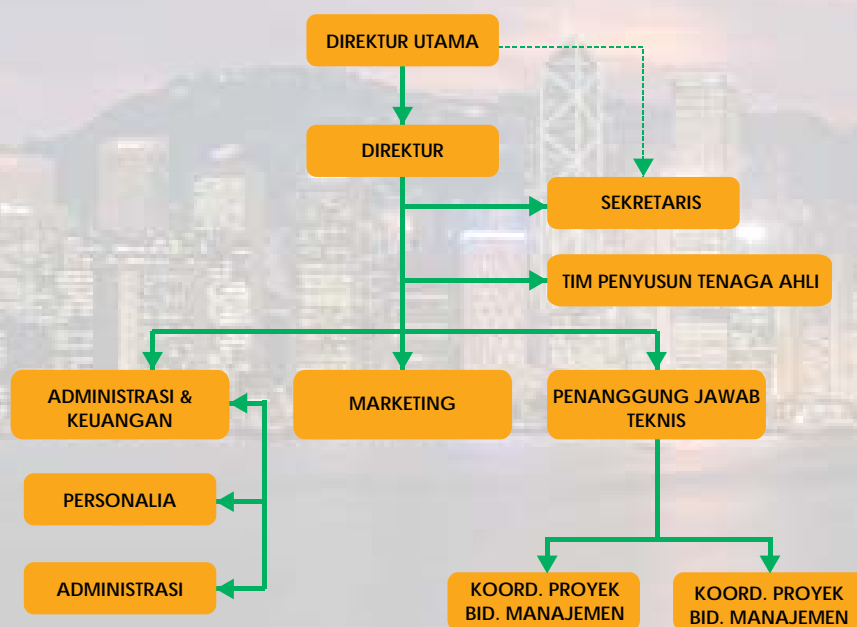 DIREKTUR UTAMA
DIREKTUR
SEKRETARIS
TIM PENYUSUN TENAGA AHLI
ADMINISTRASI &
KEUANGAN
MARKETING
PENANGGUNG JAWAB
TEKNIS
PERSONALIA
ADMINISTRASI
KOORD. PROYEK
BID. MANAJEMEN
KOORD. PROYEK
BID. MANAJEMEN